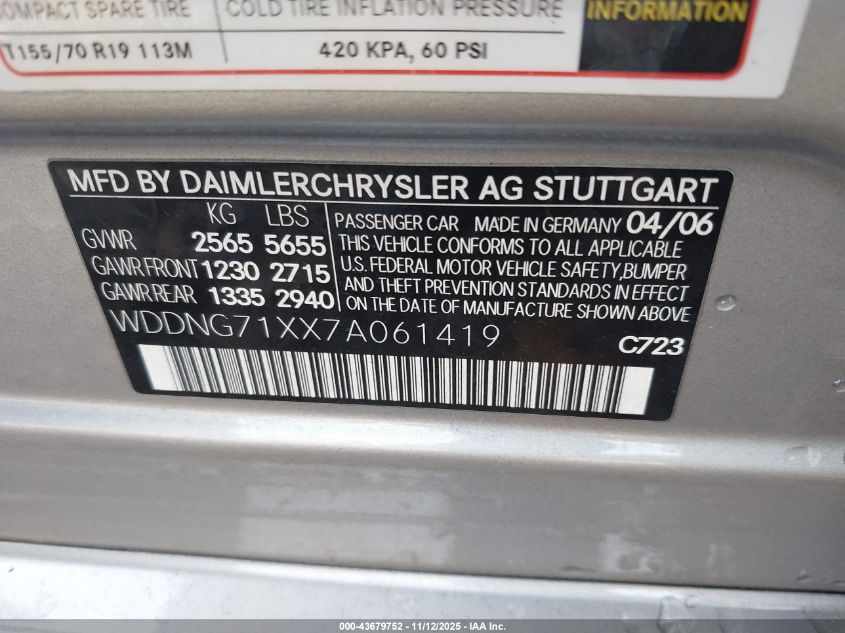 COMPACT SPARE TIRE COLD TIRE INFLATION PRESSURE INFORMATION
T155/70 R19 113M 420 KPA, 60 PSI
MFD BY DAIMLERCHRYSLER AG STUTTGART
KG LBS
GVWR 2565 5655
GAWR FRONT 1230 2715
GAWR REAR 1335 2940
PASSENGER CAR MADE IN GERMANY 04/06
THIS VEHICLE CONFORMS TO ALL APPLICABLE
U.S. FEDERAL MOTOR VEHICLE SAFETY, BUMPER
AND THEFT PREVENTION STANDARDS IN EFFECT
ON THE DATE OF MANUFACTURE SHOWN ABOVE
WDDNG71XX7A061419
C723
000-43679752 - 11/12/2025 - IAA Inc.